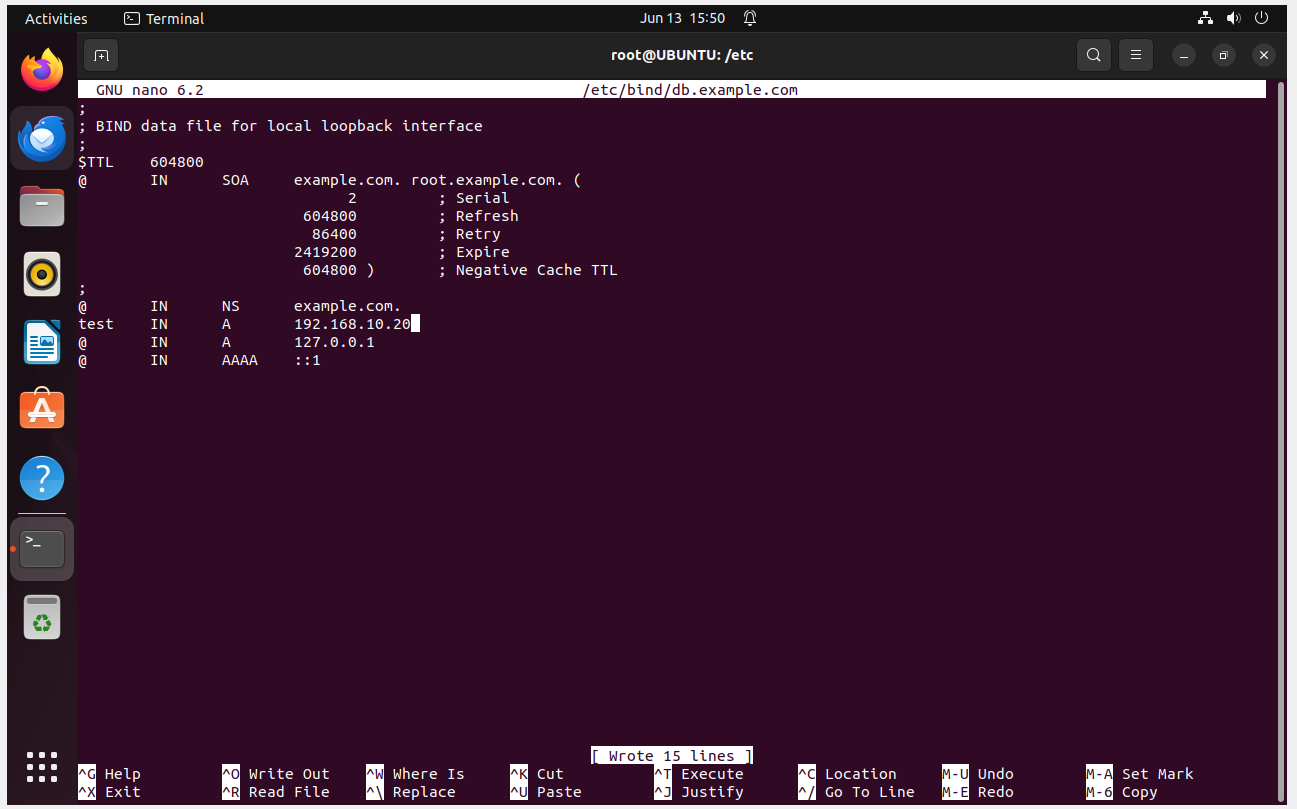 Activities Terminal Jun 13 15:50
root@UBUNTU: /etc
GNU nano 6.2 /etc/bind/db.example.com
;
; BIND data file for local loopback interface
;
$TTL 604800
@ IN SOA example.com. root.example.com. (
2 ; Serial
604800 ; Refresh
86400 ; Retry
2419200 ; Expire
604800 ) ; Negative Cache TTL
;
@ IN NS example.com.
test IN A 192.168.10.20
@ IN A 127.0.0.1
@ IN AAAA ::1
[ Wrote 15 lines ]
^G Help ^O Write Out ^W Where Is ^K Cut ^T Execute ^C Location M-U Undo M-A Set Mark
^X Exit ^R Read File ^\ Replace ^U Paste ^J Justify ^/ Go To Line M-E Redo M-6 Copy